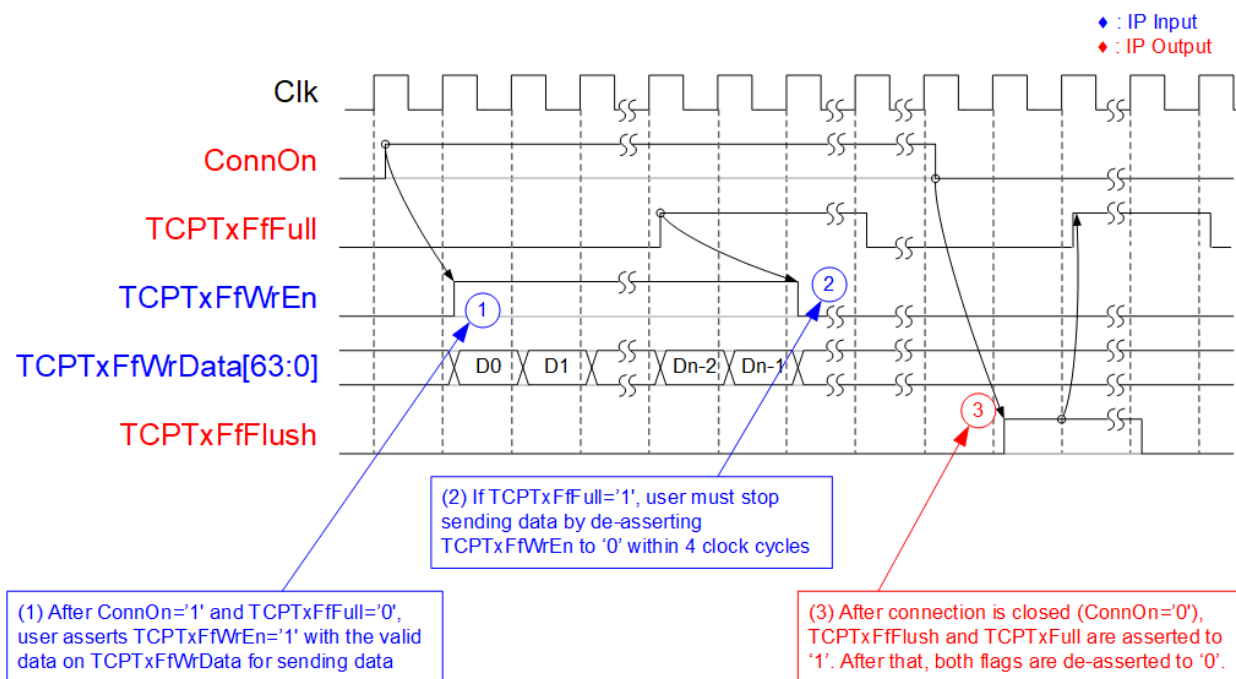 ♦ : IP Input
♦ : IP Output
Clk
ConnOn
TCPTxFfFull
TCPTxFfWrEn
1
2
TCPTxFfWrData[63:0]
D0
D1
Dn-2
Dn-1
TCPTxFfFlush
3
(2) If TCPTxFfFull='1', user must stop
sending data by de-asserting
TCPTxFfWrEn to ‘0’ within 4 clock cycles
(1) After ConnOn=’1' and TCPTxFfFull=’0’,
user asserts TCPTxFfWrEn=’1’ with the valid
data on TCPTxFfWrData for sending data
(3) After connection is closed (ConnOn=’0'),
TCPTxFfFlush and TCPTxFull are asserted to
‘1’. After that, both flags are de-asserted to ‘0’.